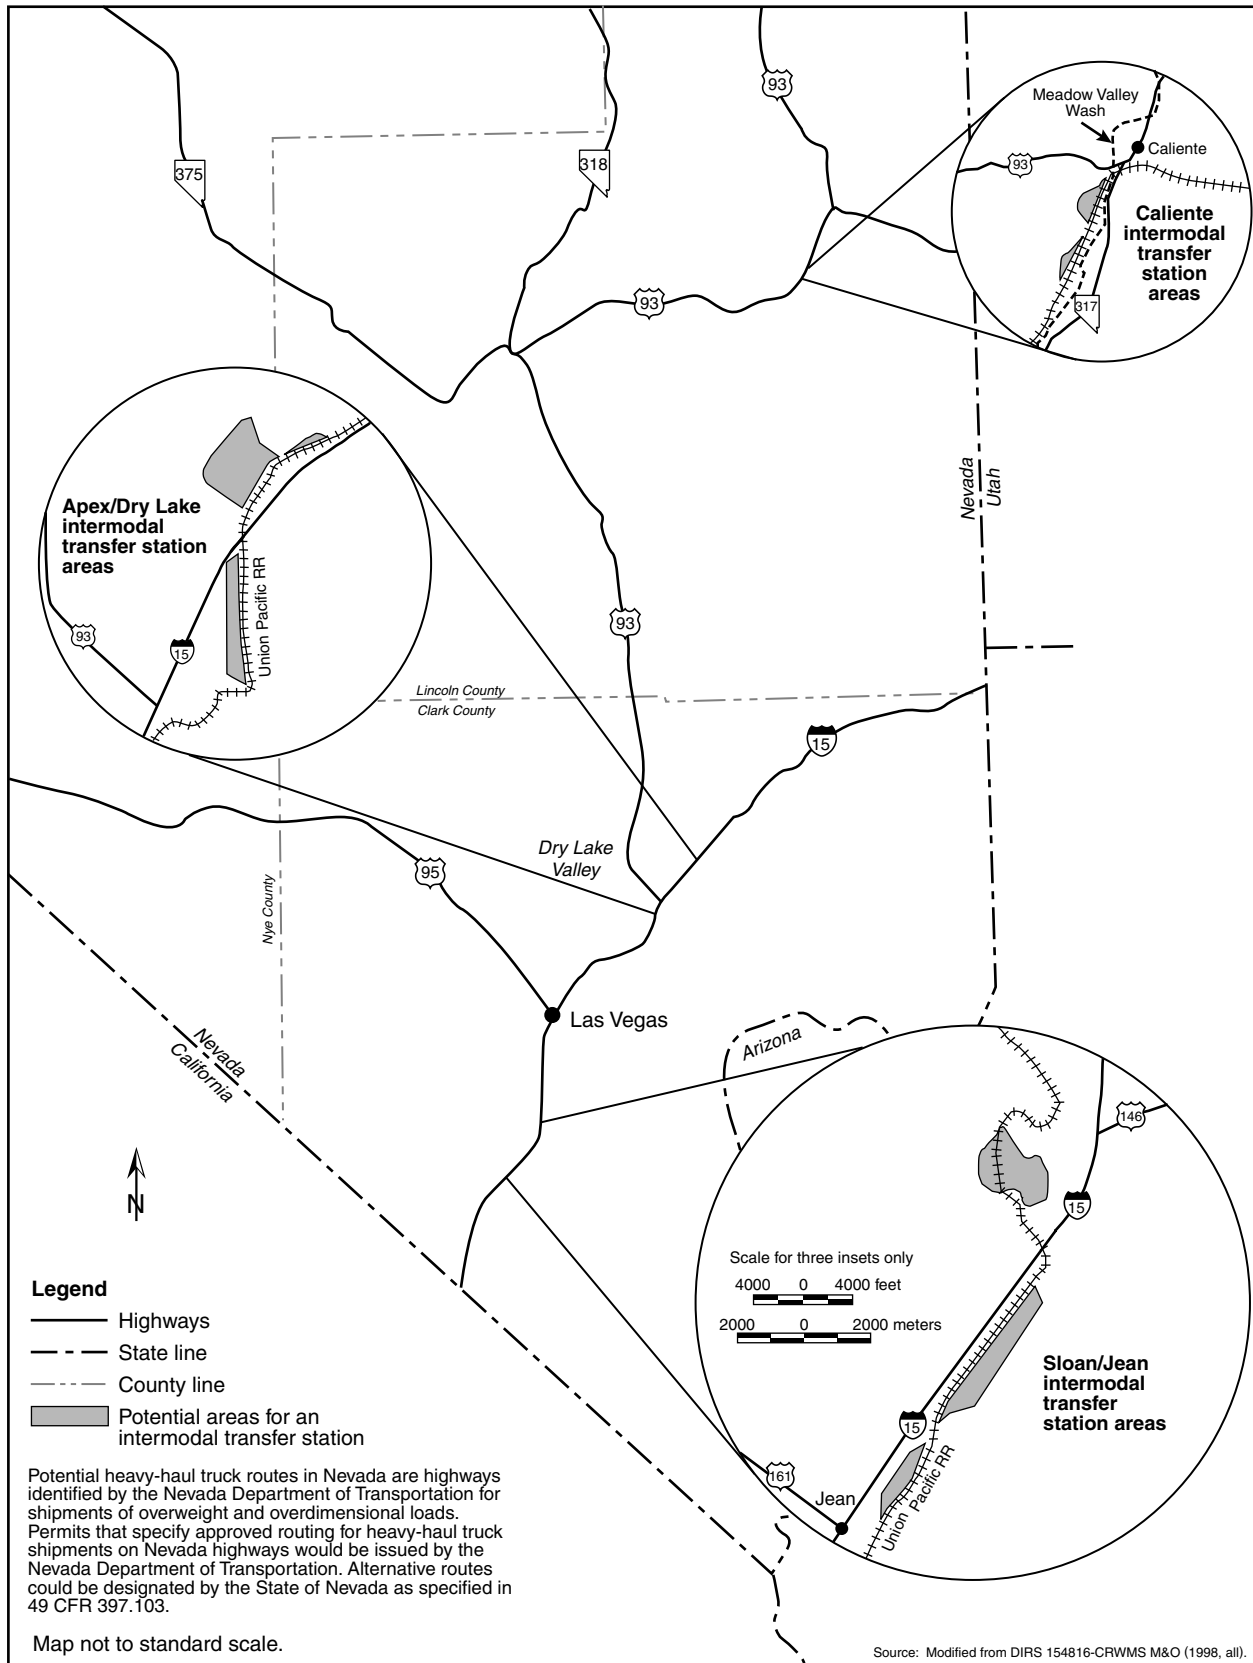 93
Meadow Valley
Wash
Caliente
93
375
318
Caliente
intermodal
transfer
station
areas
317
93
Nevada
Utah
Apex/Dry Lake
intermodal
transfer station
areas
Union Pacific RR
93
15
93
Lincoln County
Clark County
15
Dry Lake
Valley
95
Nye County
Las Vegas
Nevada
California
Arizona
146
15
N
Scale for three insets only
4000 0 4000 feet
2000 0 2000 meters
Sloan/Jean
intermodal
transfer
station areas
15
161
Jean
Union Pacific RR
Legend
Highways
State line
County line
Potential areas for an
intermodal transfer station
Potential heavy-haul truck routes in Nevada are highways
identified by the Nevada Department of Transportation for
shipments of overweight and overdimensional loads.
Permits that specify approved routing for heavy-haul truck
shipments on Nevada highways would be issued by the
Nevada Department of Transportation. Alternative routes
could be designated by the State of Nevada as specified in
49 CFR 397.103.
Map not to standard scale.
Source: Modified from DIRS 154816-CRWMS M&O (1998, all).